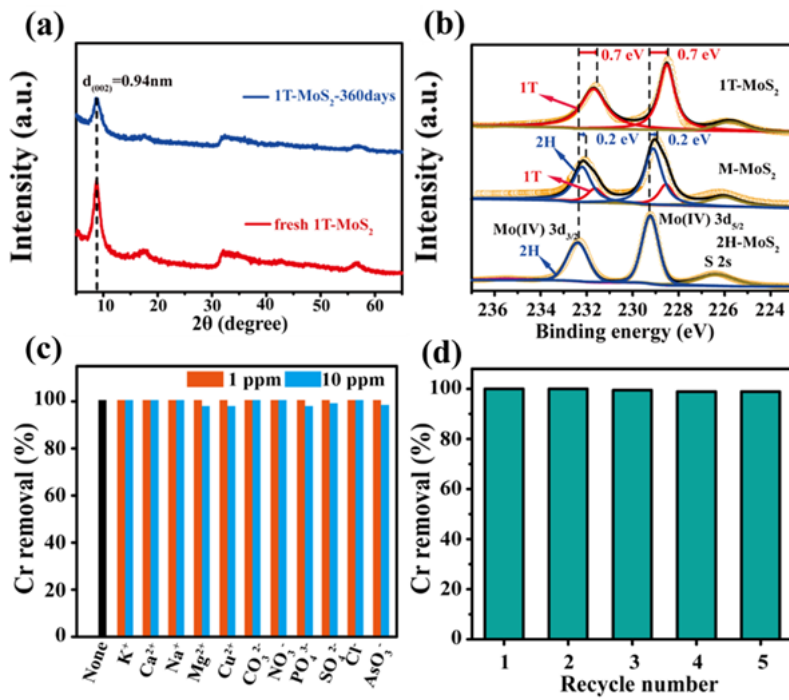 (a)
d(002)=0.94nm
1T-MoS2-360days
fresh 1T-MoS2
Intensity (a.u.)
10 20 30 40 50 60
2θ (degree)
(b)
0.7 eV 0.7 eV
1T
1T-MoS2
2H 0.2 eV 0.2 eV
M-MoS2
1T
Mo(IV) 3d3/2 Mo(IV) 3d5/2
2H-MoS2
2H
S 2s
Intensity (a.u.)
236 234 232 230 228 226 224
Binding energy (eV)
(c)
1 ppm 10 ppm
Cr removal (%)
100
80
60
40
20
0
None K⁺ Ca²⁺ Na⁺ Mg²⁺ Cu²⁺ CO₃²⁻ NO₃⁻ PO₄³⁻ SO₄²⁻ Cl⁻ AsO₃⁻
(d)
Cr removal (%)
100
80
60
40
20
0
1 2 3 4 5
Recycle number